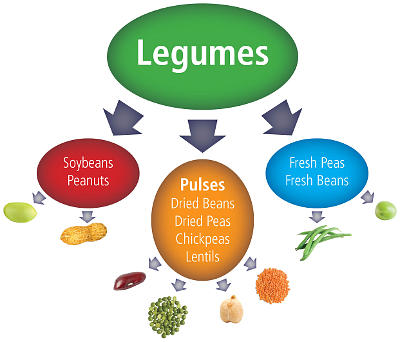 Legumes
Soybeans
Peanuts
Pulses
Dried Beans
Dried Peas
Chickpeas
Lentils
Fresh Peas
Fresh Beans